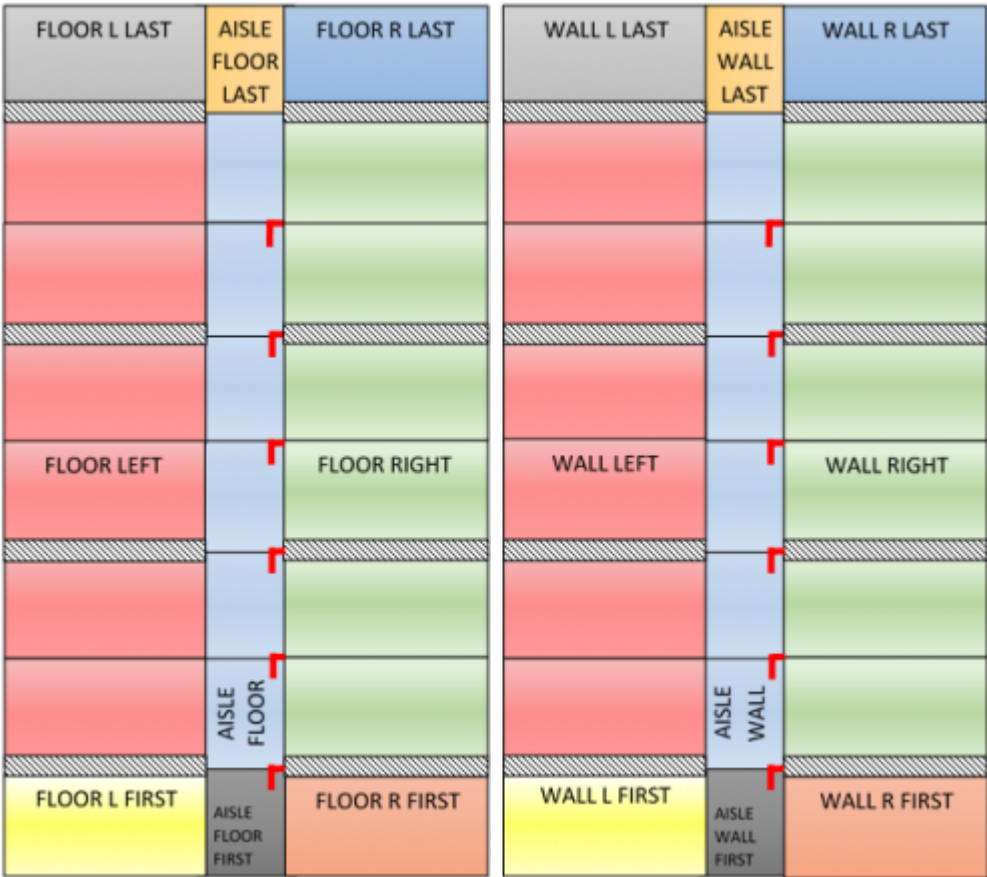 FLOOR L LAST
AISLE
FLOOR
LAST
FLOOR R LAST
WALL L LAST
AISLE
WALL
LAST
WALL R LAST
FLOOR LEFT
FLOOR RIGHT
WALL LEFT
WALL RIGHT
AISLE
FLOOR
AISLE
WALL
FLOOR L FIRST
AISLE
FLOOR
FIRST
FLOOR R FIRST
WALL L FIRST
AISLE
WALL
FIRST
WALL R FIRST